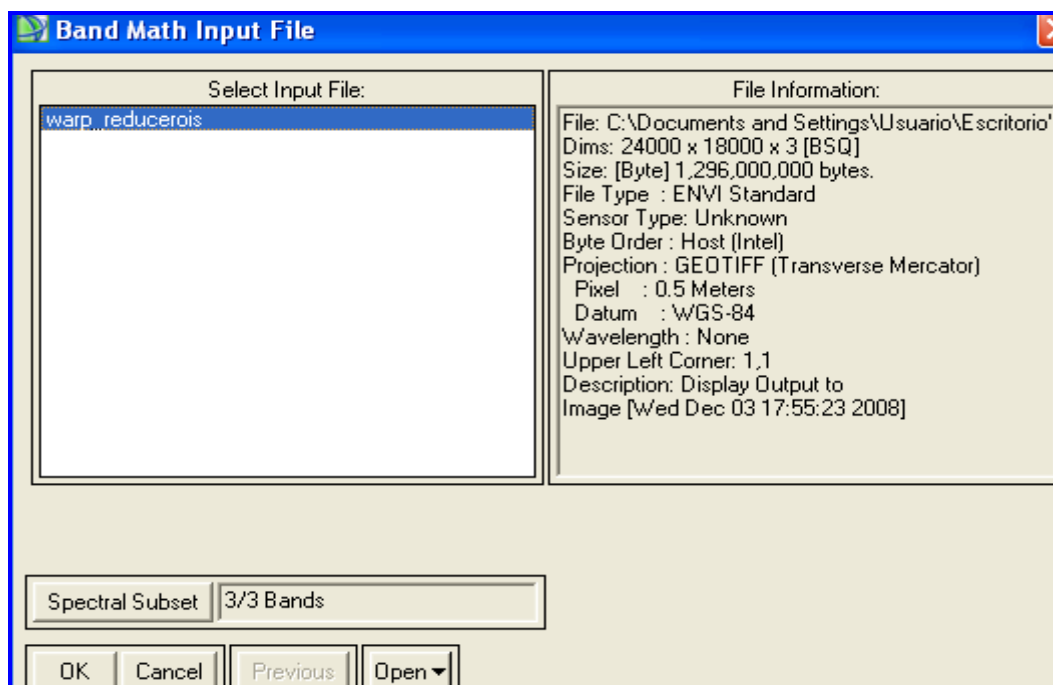 Band Math Input File
Select Input File:
warp_reducerois
File Information:
File: C:\Documents and Settings\Usuario\Escritorio'
Dims: 24000 x 18000 x 3 [BSQ]
Size: [Byte] 1,296,000,000 bytes.
File Type : ENVI Standard
Sensor Type: Unknown
Byte Order : Host (Intel)
Projection : GEOTIFF (Transverse Mercator)
Pixel : 0.5 Meters
Datum : WGS-84
Wavelength : None
Upper Left Corner: 1,1
Description: Display Output to
Image [Wed Dec 03 17:55:23 2008]
Spectral Subset 3/3 Bands
OK Cancel Previous Open